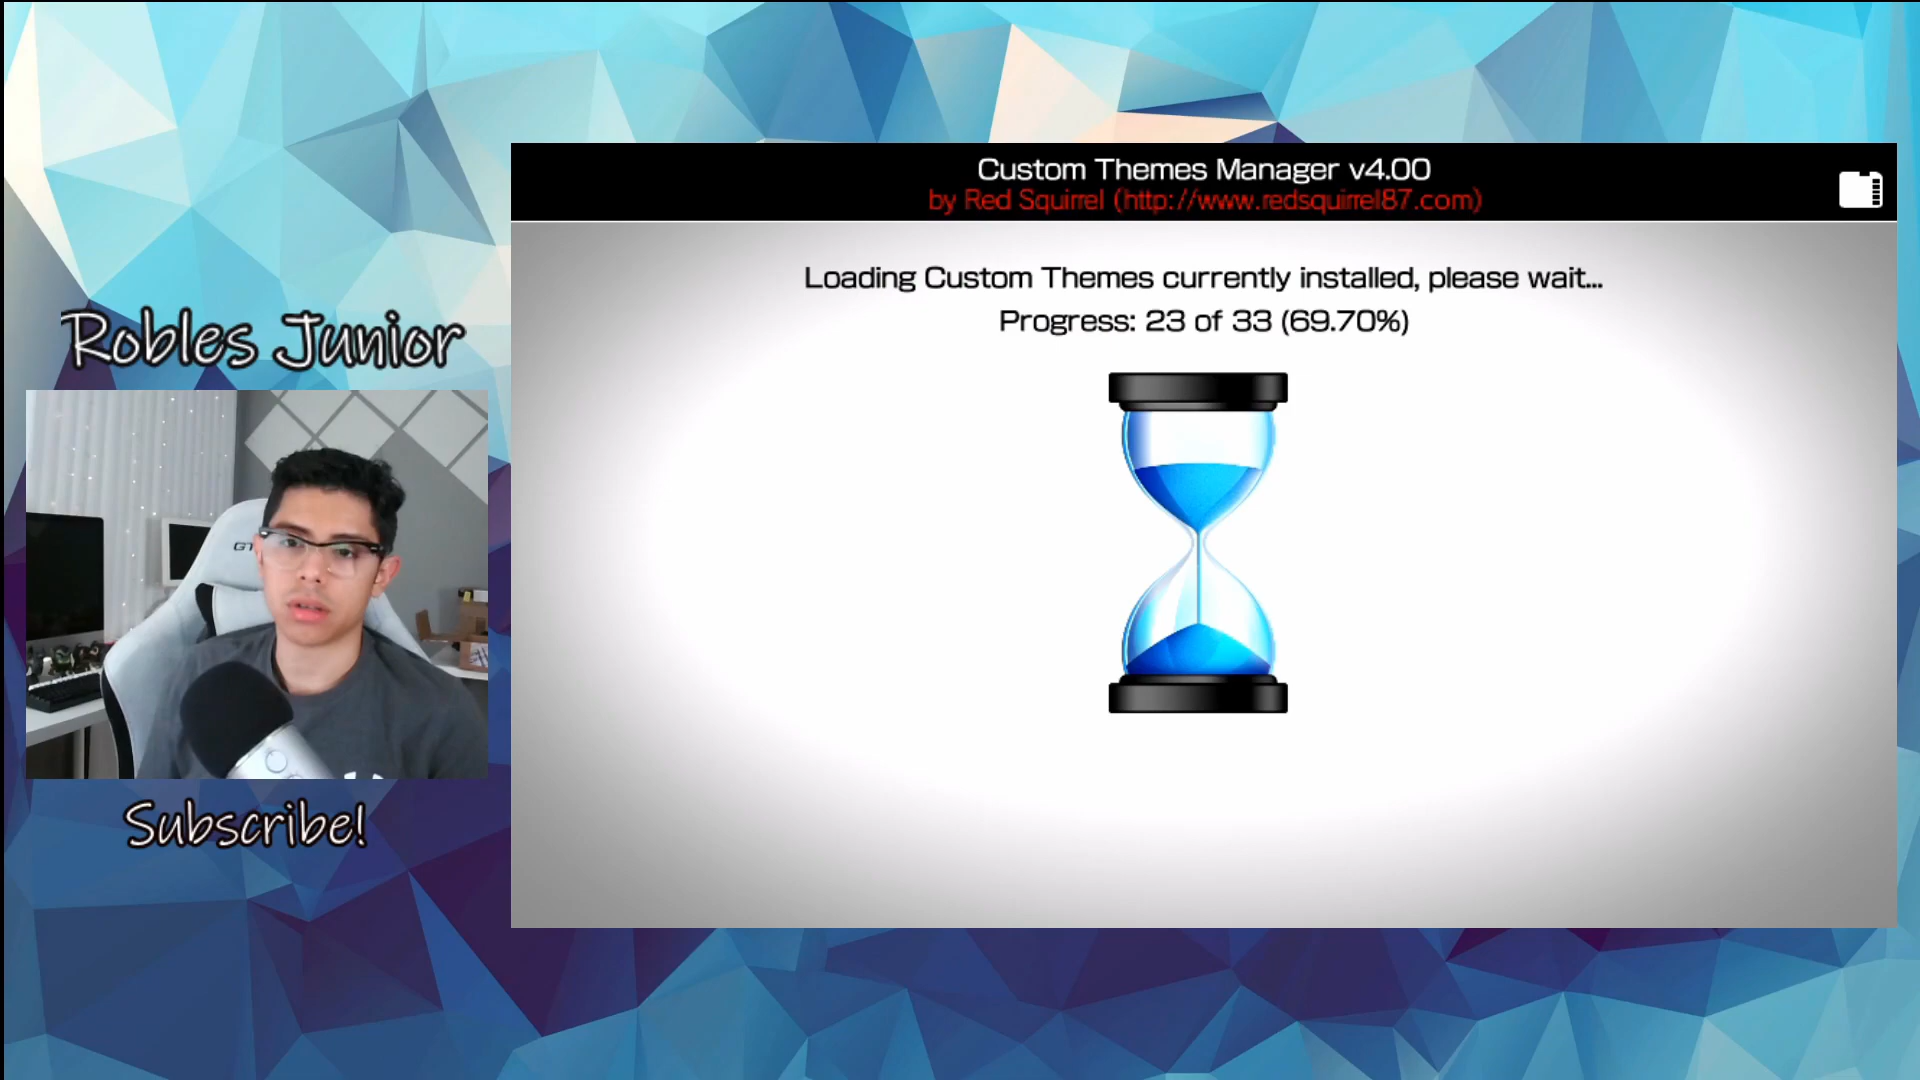 Custom Themes Manager v4.00
by Red Squirrel (http://www.redsquirrel87.com)
Loading Custom Themes currently installed, please wait...
Progress: 23 of 33 (69.70%)
Robles Junior
GT
Subscribe!